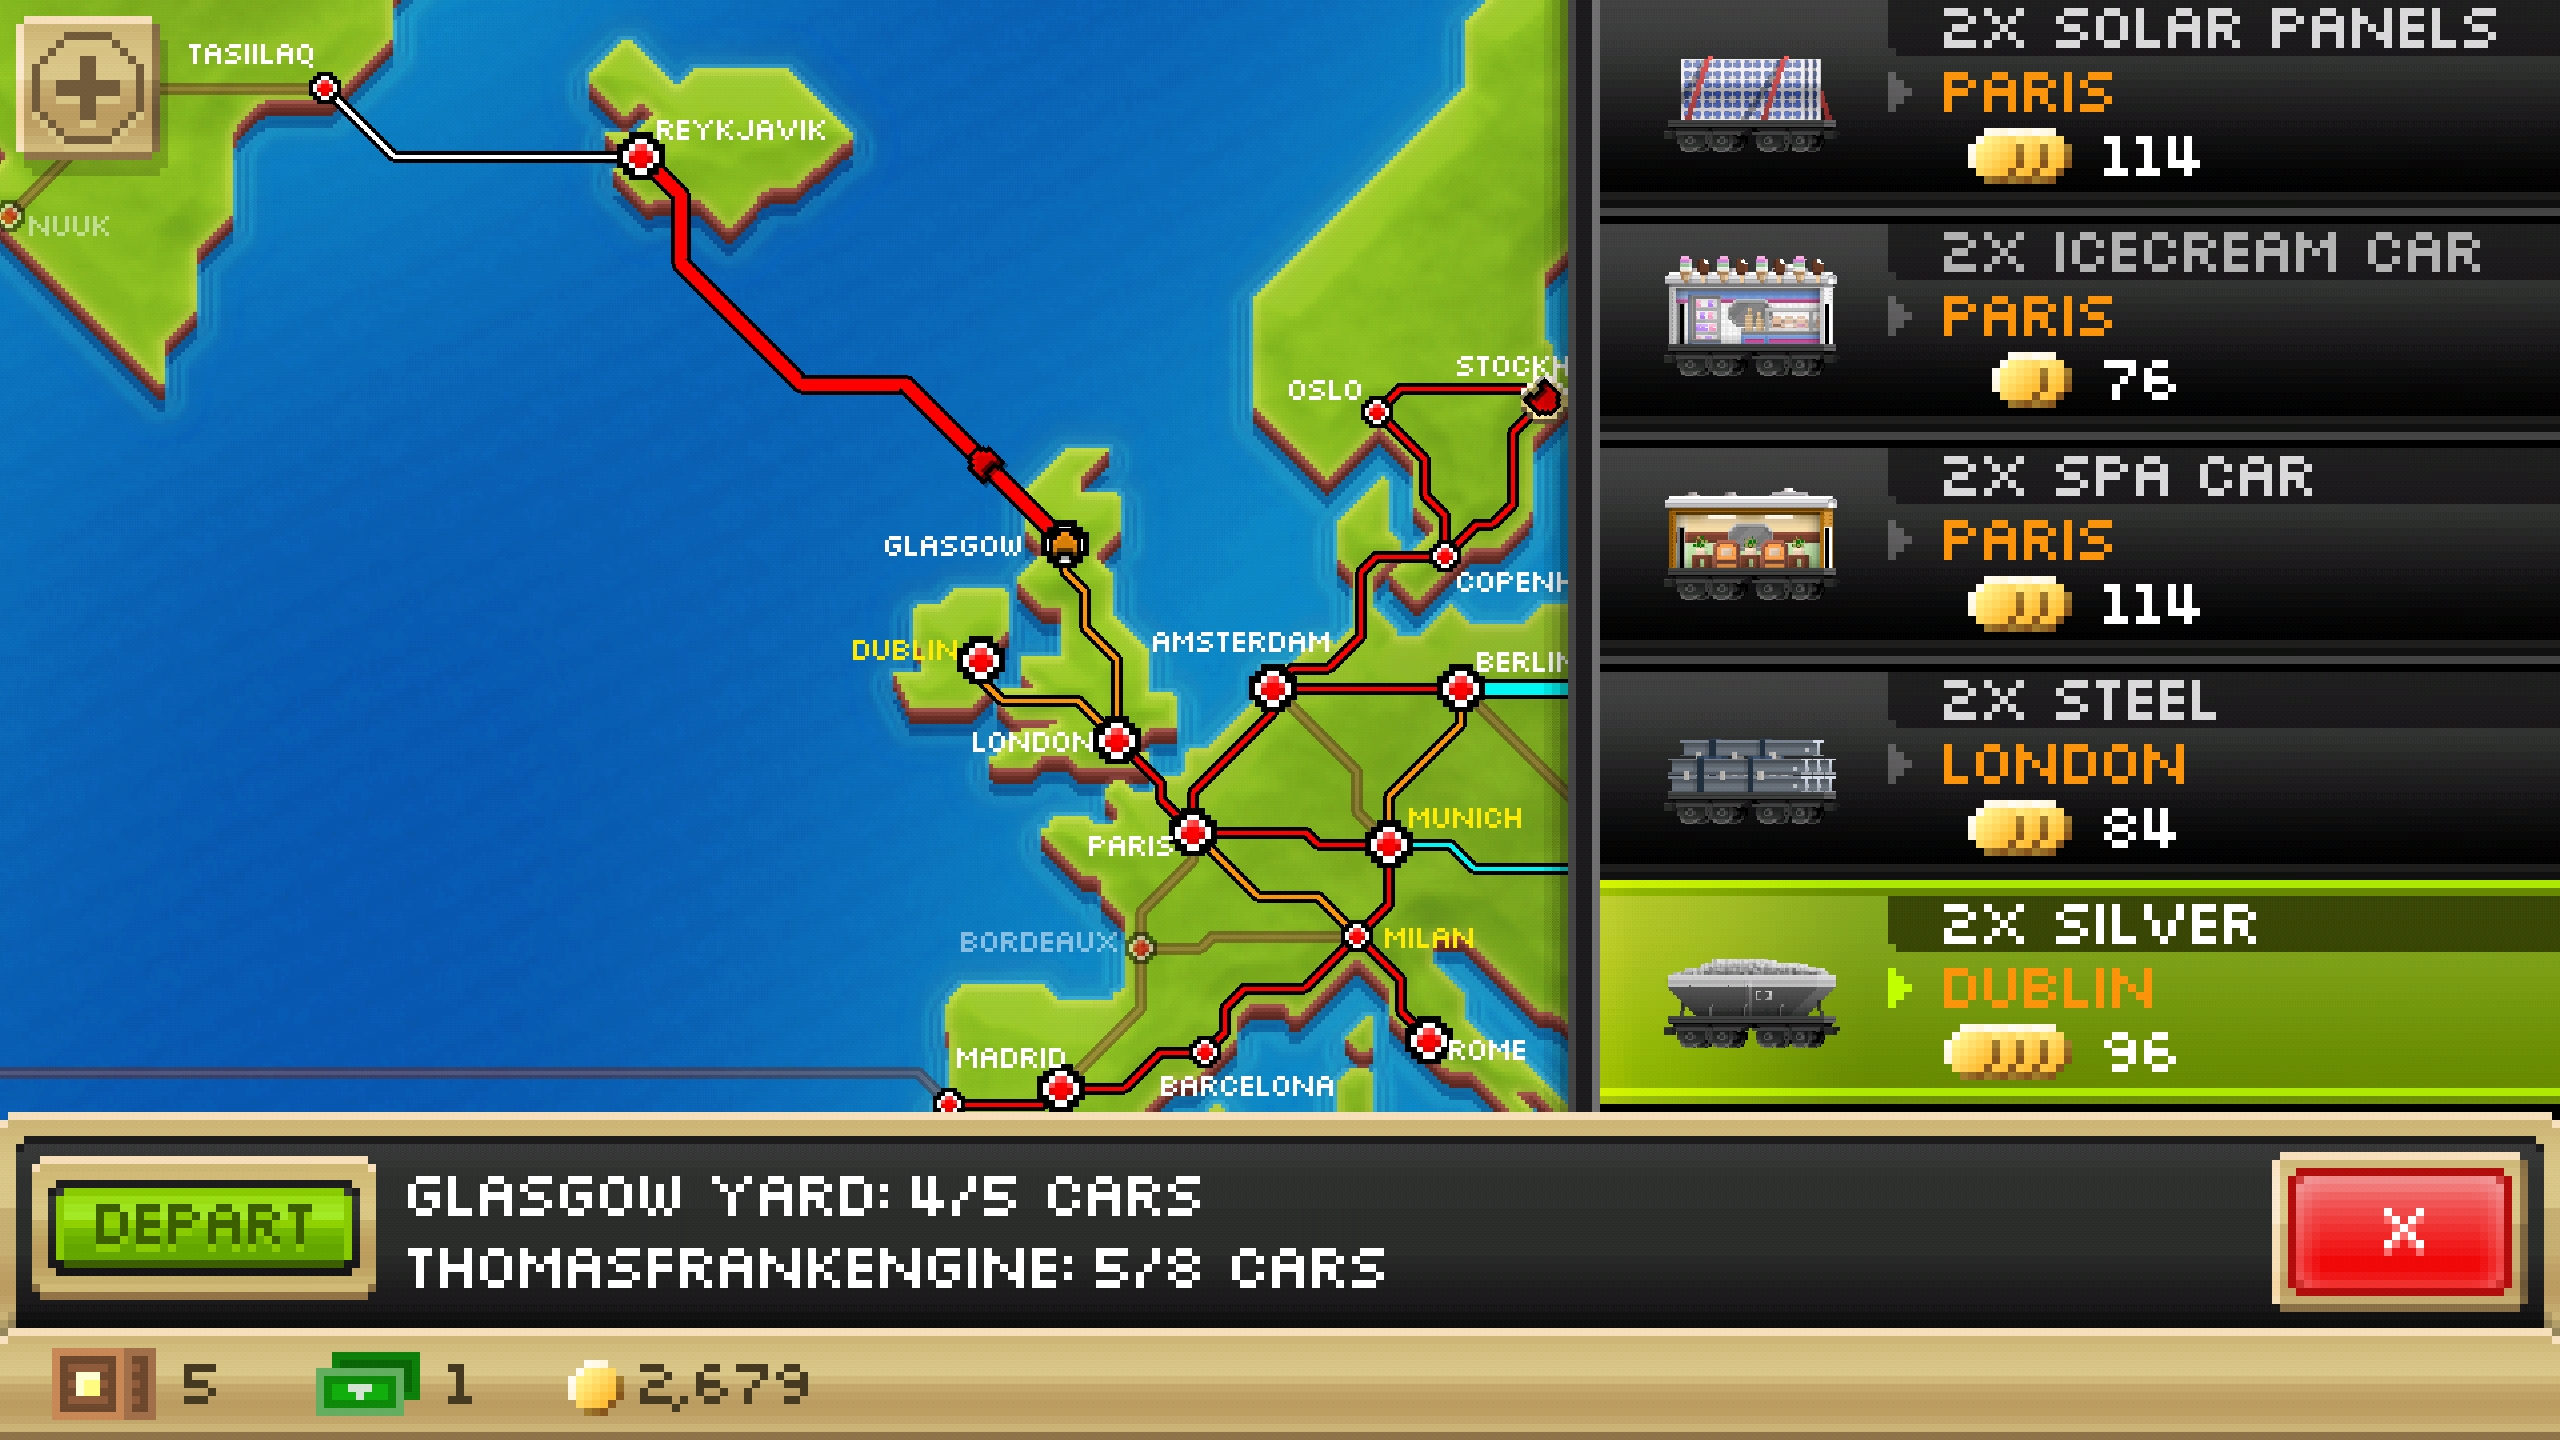 TASIILAQ
REYKJAVIK
NUUK
STOCKH
OSLO
GLASGOW
COPENH
DUBLIN
AMSTERDAM
BERLIN
LONDON
MUNICH
PARIS
BORDEAUX
MILAN
MADRID
ROME
BARCELONA
2X SOLAR PANELS
PARIS
114
2X ICECREAM CAR
PARIS
76
2X SPA CAR
PARIS
114
2X STEEL
LONDON
84
2X SILVER
DUBLIN
96
DEPART
GLASGOW YARD: 4/5 CARS
THOMASFRANKENGINE: 5/8 CARS
X
5
1
2,679